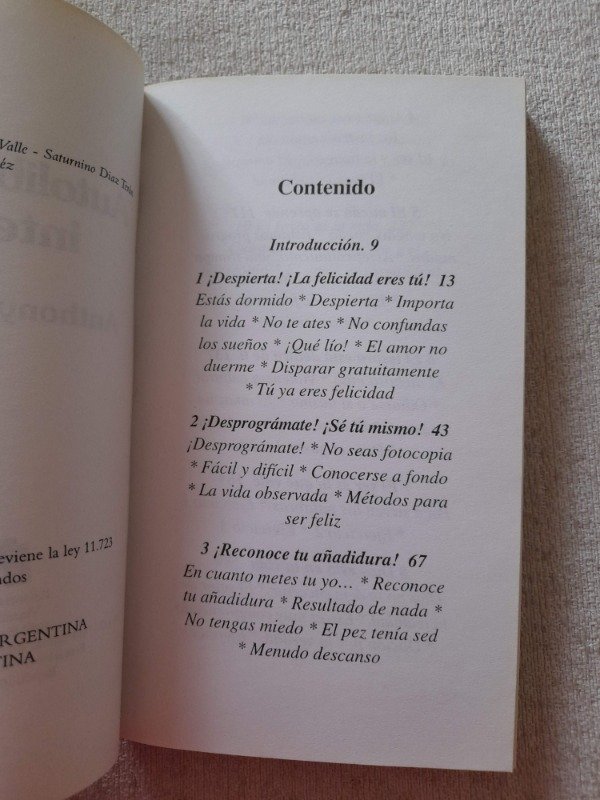 Valle - Saturnino Diaz
éz
eviene la ley 11.723
ados
ARGENTINA
TINA
Contenido
Introducción. 9
1 ¡Despierta! ¡La felicidad eres tú! 13
Estás dormido * Despierta * Importa
la vida * No te ates * No confundas
los sueños * ¡Qué lío! * El amor no
duerme * Disparar gratuitamente
* Tú ya eres felicidad
2 ¡Desprográmate! ¡Sé tú mismo! 43
¡Desprográmate! * No seas fotocopia
* Fácil y difícil * Conocerse a fondo
* La vida observada * Métodos para
ser feliz
3 ¡Reconoce tu añadidura! 67
En cuanto metes tu yo... * Reconoce
tu añadidura * Resultado de nada *
No tengas miedo * El pez tenía sed
* Menudo descanso